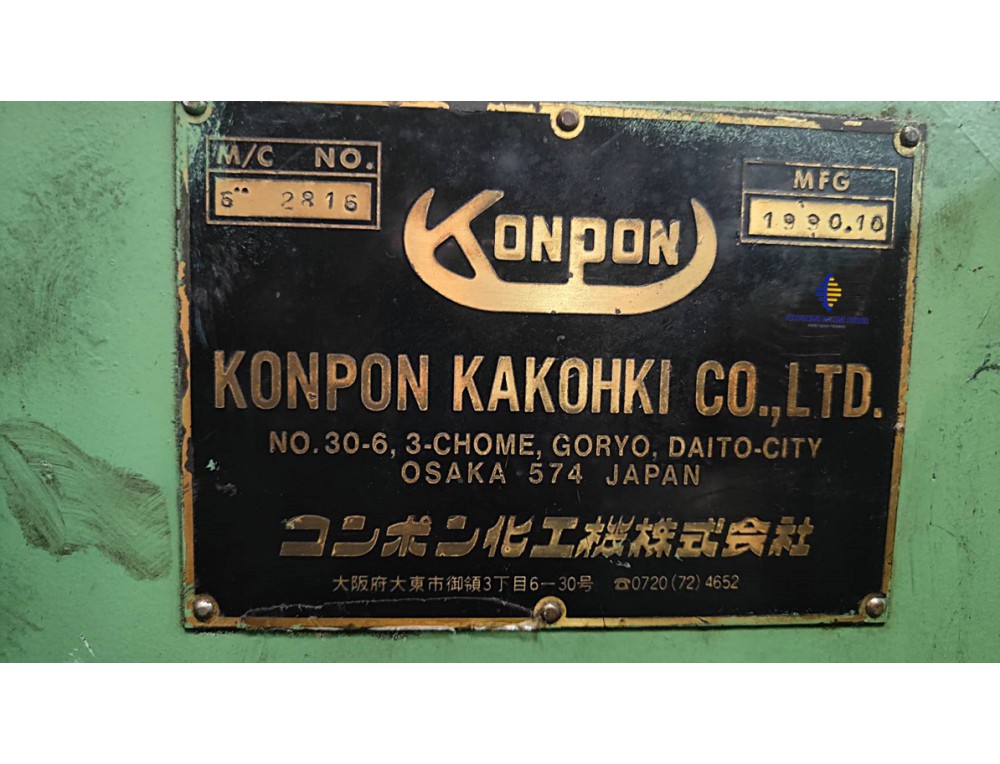 M/C NO.
6" 2816
MFG
1990.10
KONPON
KONPON KAKOHKI CO.,LTD.
NO. 30-6, 3-CHOME, GORYO, DAITO-CITY
OSAKA 574 JAPAN
コンポン化工機株式会社
大阪府大東市御領3丁目6－30号 ☎0720(72)4652